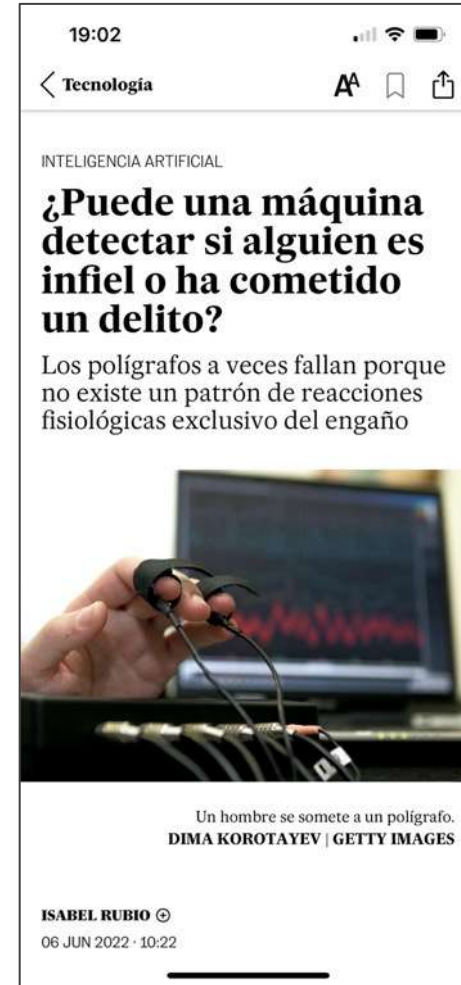 19:02
Tecnología
AA
INTELIGENCIA ARTIFICIAL
¿Puede una máquina
detectar si alguien es
infiel o ha cometido
un delito?
Los polígrafos a veces fallan porque
no existe un patrón de reacciones
fisiológicas exclusivo del engaño
Un hombre se somete a un polígrafo.
DIMA KOROTAYEV | GETTY IMAGES
ISABEL RUBIO
06 JUN 2022 · 10:22